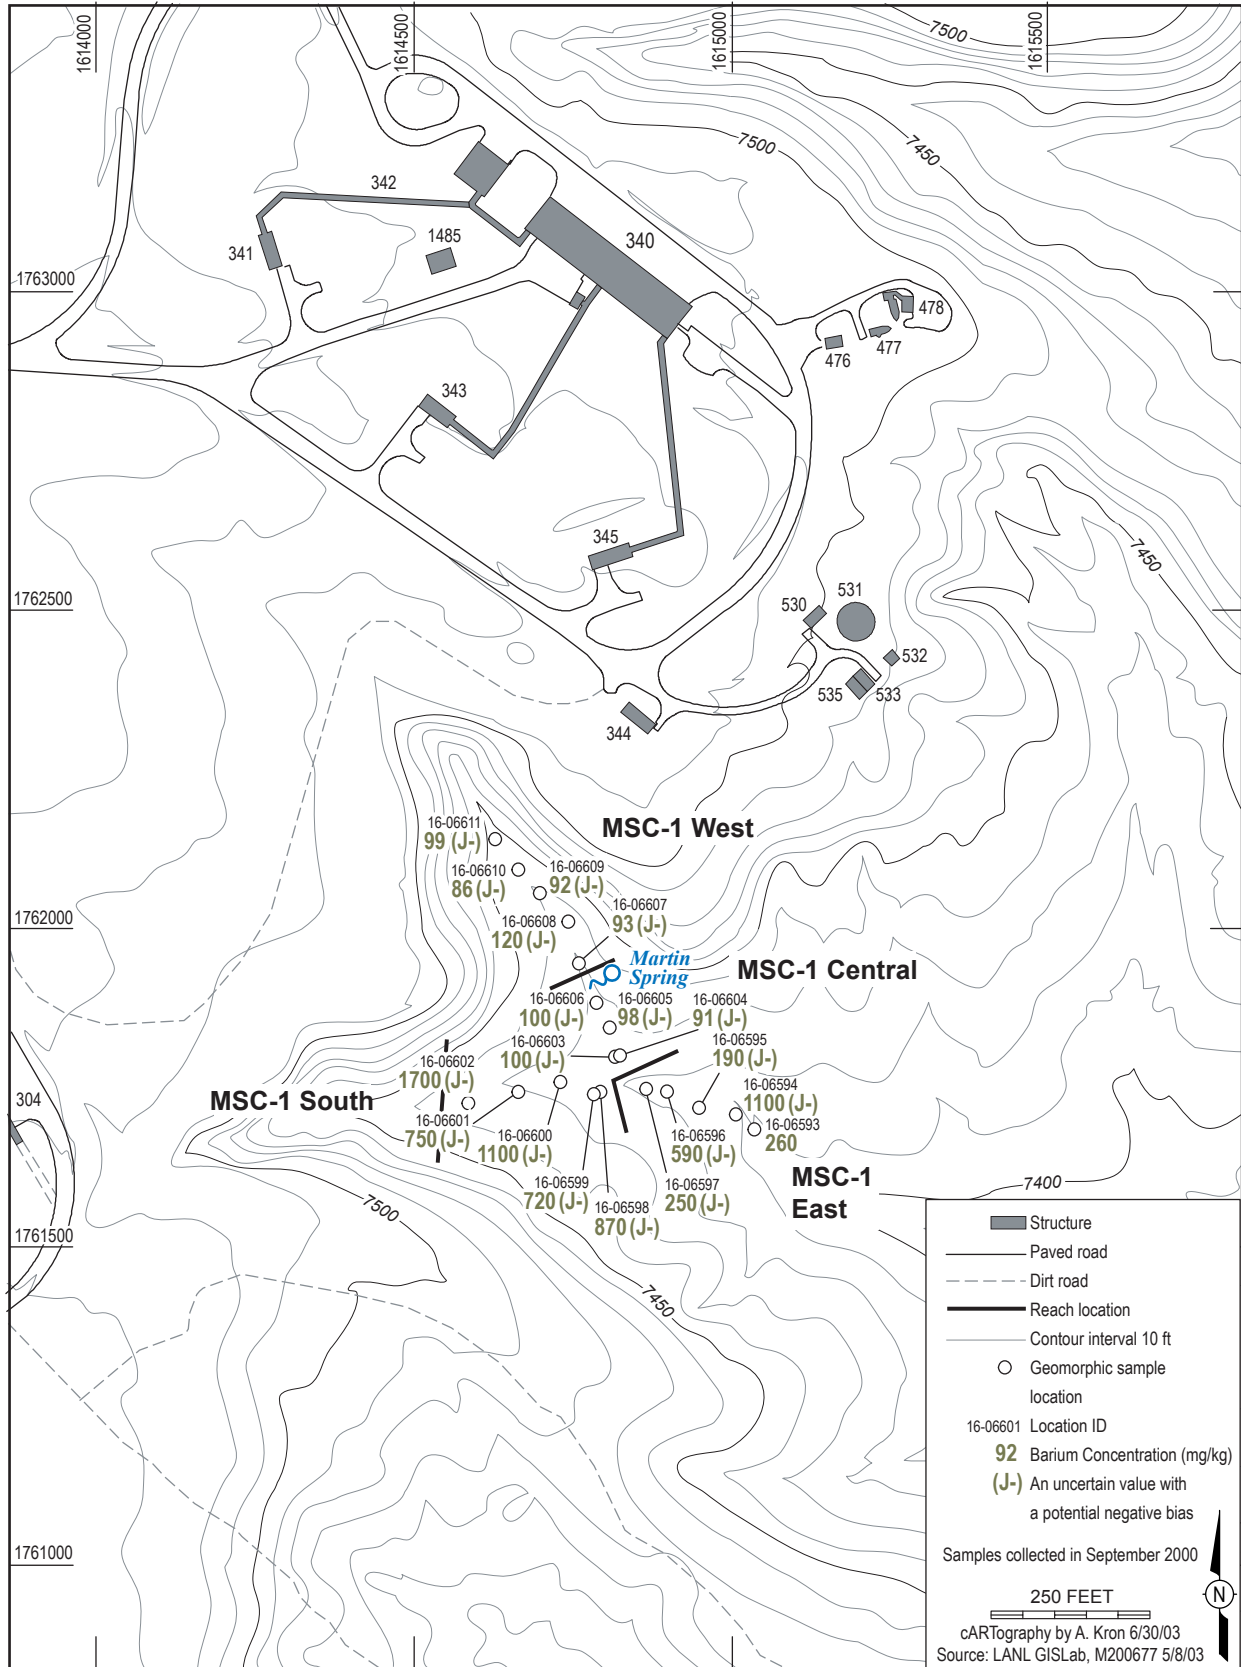 1614000
1614500
1615000
1615500
7500
7450
7500
342
341
1485
340
1763000
478
477
476
343
7450
345
1762500
530
531
532
535
533
344
MSC-1 West
16-06611
99 (J-)
16-06610
86 (J-)
16-06609
92 (J-)
16-06607
93 (J-)
16-06608
120 (J-)
1762000
Martin
Spring
MSC-1 Central
16-06606
100 (J-)
16-06605
98 (J-)
16-06604
91 (J-)
16-06603
100 (J-)
16-06595
190 (J-)
16-06602
1700 (J-)
16-06594
1100 (J-)
MSC-1 South
304
16-06601
750 (J-)
16-06600
1100 (J-)
16-06596
590 (J-)
16-06593
260
16-06599
720 (J-)
16-06598
870 (J-)
16-06597
250 (J-)
MSC-1
East
7400
7500
1761500
7450
1761000
Structure
Paved road
Dirt road
Reach location
Contour interval 10 ft
Geomorphic sample
location
16-06601 Location ID
92 Barium Concentration (mg/kg)
(J-) An uncertain value with
a potential negative bias
Samples collected in September 2000
250 FEET
N
cARTography by A. Kron 6/30/03
Source: LANL GISLab, M200677 5/8/03